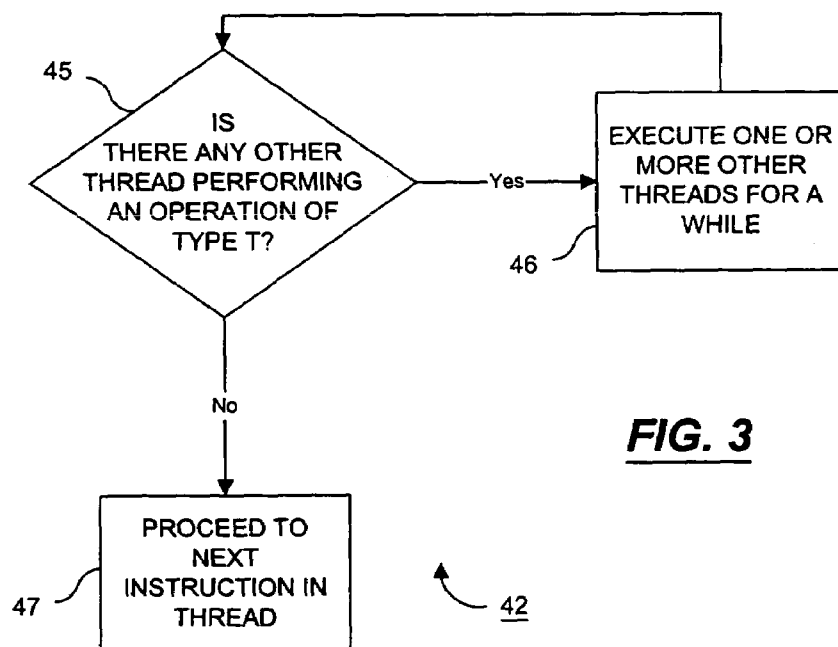 45
IS
THERE ANY OTHER
THREAD PERFORMING
AN OPERATION OF
TYPE T?
Yes
EXECUTE ONE OR
MORE OTHER
THREADS FOR A
WHILE
46
No
FIG. 3
PROCEED TO
NEXT
INSTRUCTION IN
THREAD
47
42